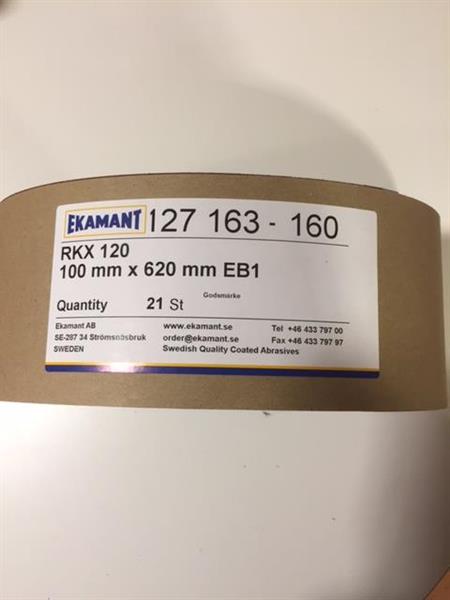 EKAMANT 127 163 - 160
RKX 120
100 mm x 620 mm EB1
Godsmärke
Quantity 21 St
Ekamant AB www.ekamant.se Tel +46 433 797 00
SE-287 34 Strömsnäsbruk order@ekamant.se Fax +46 433 797 97
SWEDEN Swedish Quality Coated Abrasives